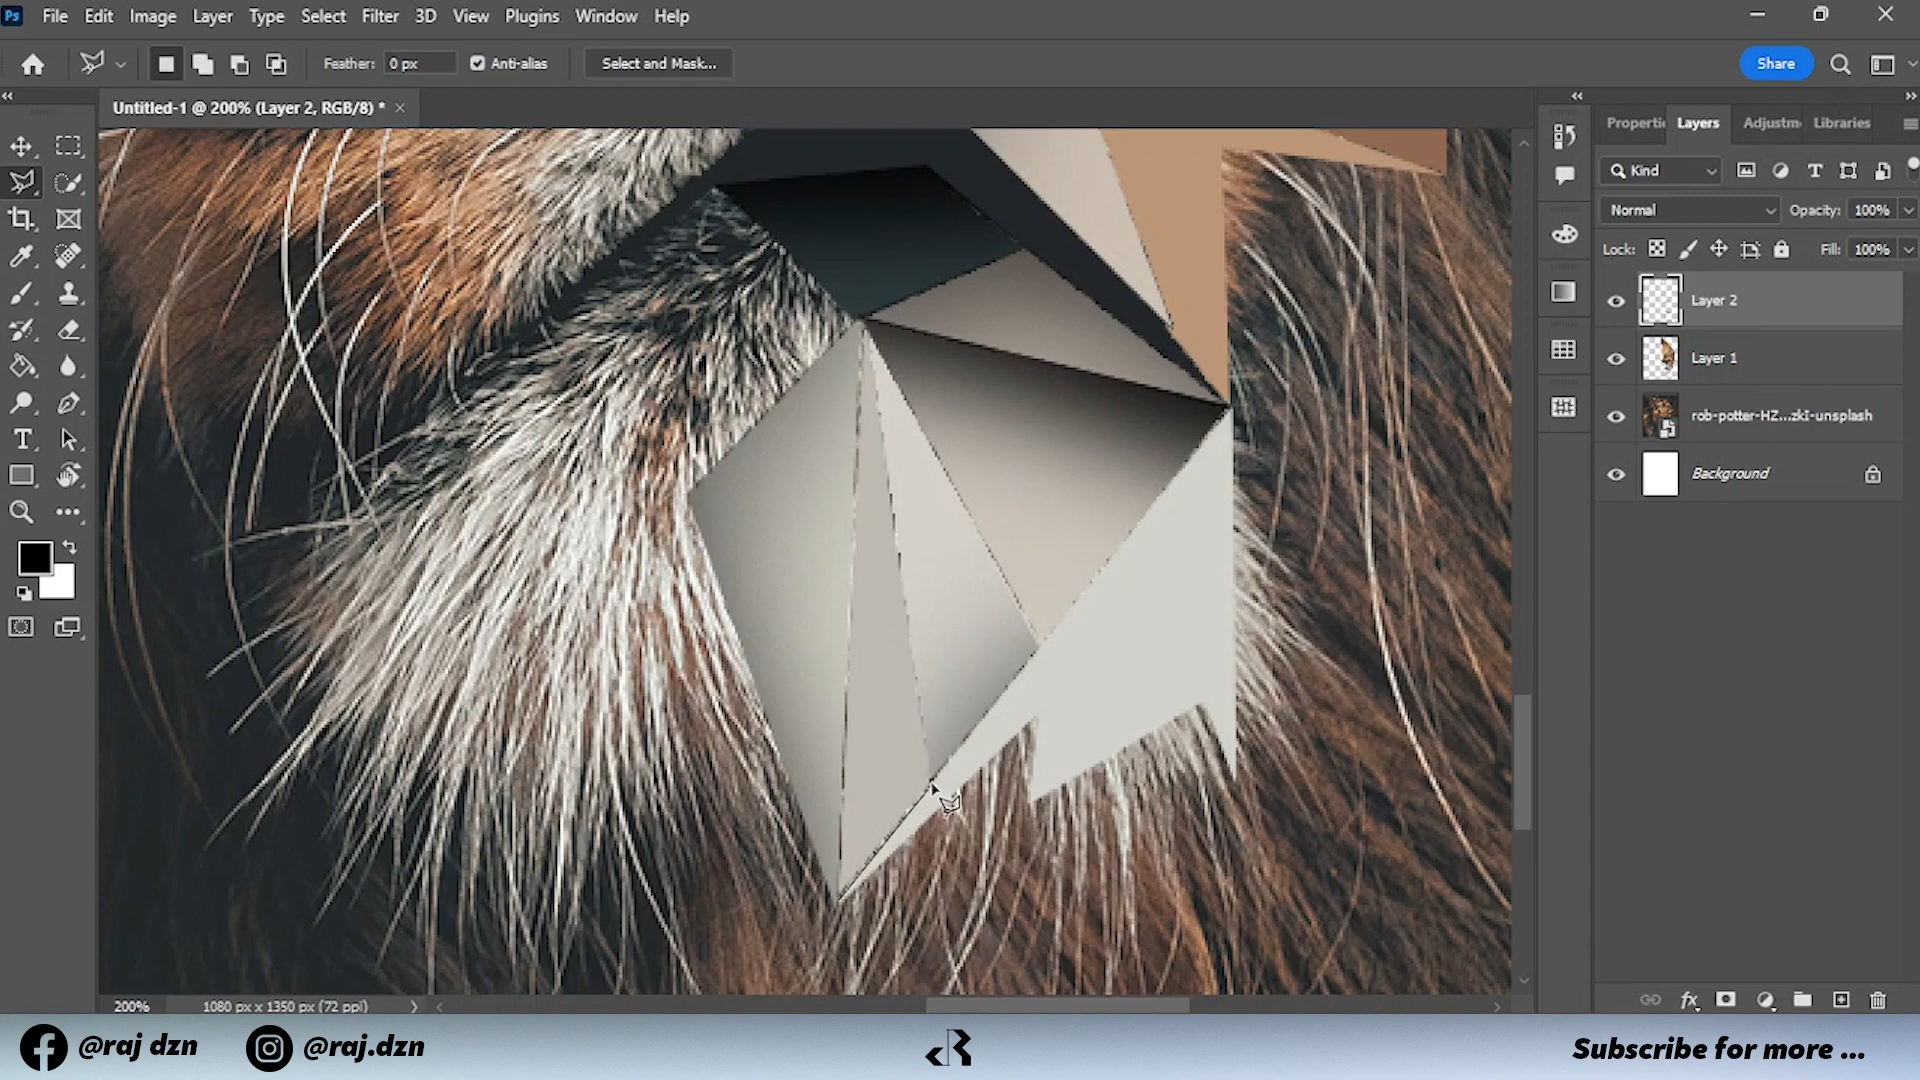 Ps File Edit Image Layer Type Select Filter 3D View Plugins Window Help
Feather: 0 px Anti-alias Select and Mask... Share
Untitled-1 @ 200% (Layer 2, RGB/8) *
Properti Layers Adjustm Libraries
Kind
Normal Opacity: 100%
Lock: Fill: 100%
Layer 2
Layer 1
rob-potter-HZ...zkI-unsplash
Background
200% 1080 px x 1350 px (72 ppi)
@raj dzn @raj.dzn Subscribe for more ...